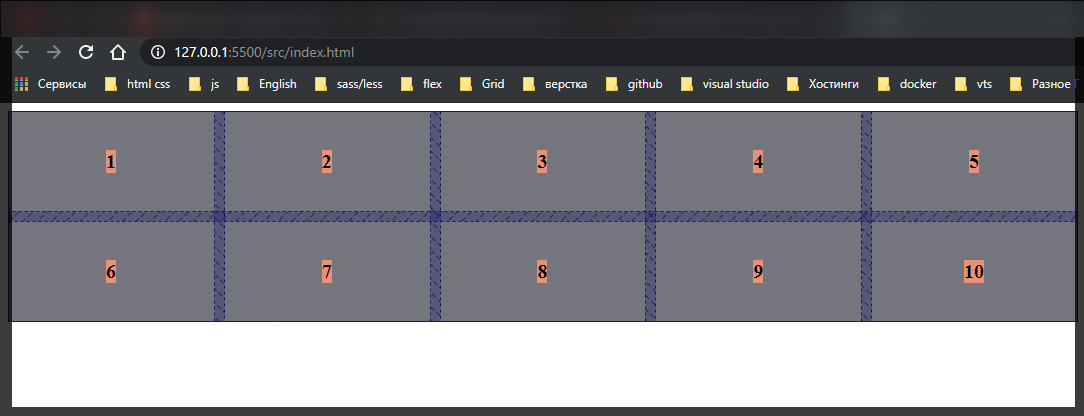 127.0.0.1:5500/src/index.html
Сервисы html css js English sass/less flex Grid верстка github visual studio Хостинги docker vts Разное
1 2 3 4 5
6 7 8 9 10